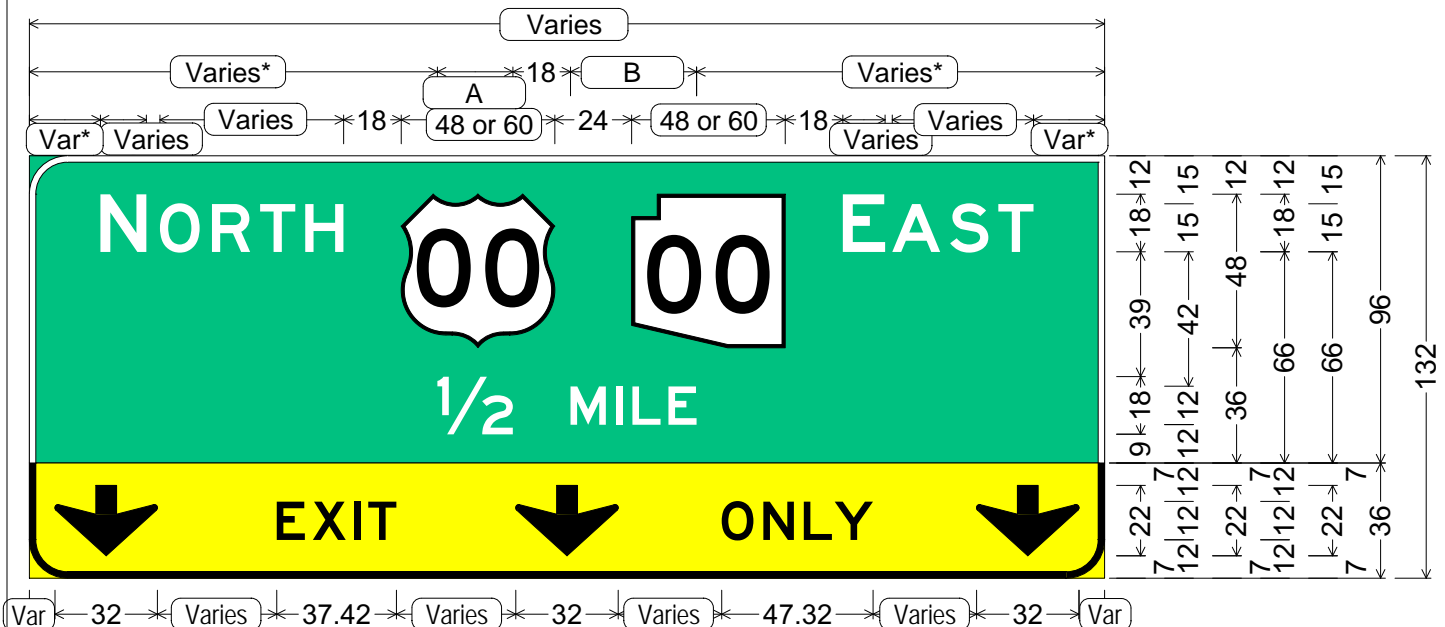 Varies
Varies* 18 B Varies*
A
Varies 18 48 or 60 24 48 or 60 18 Varies
Var* Varies Varies Var*
NORTH 00 00 EAST
1/2 MILE
EXIT ONLY
12 15 12 12 15
18 15 18 15
39 42 48 66 66 96 132
18 12 36
9 12
7 12 7 12 7
22 12 22 12 22 36
7 12 7 12 7
Var 32 Varies 37.42 Varies 32 Varies 47.32 Varies 32 Var